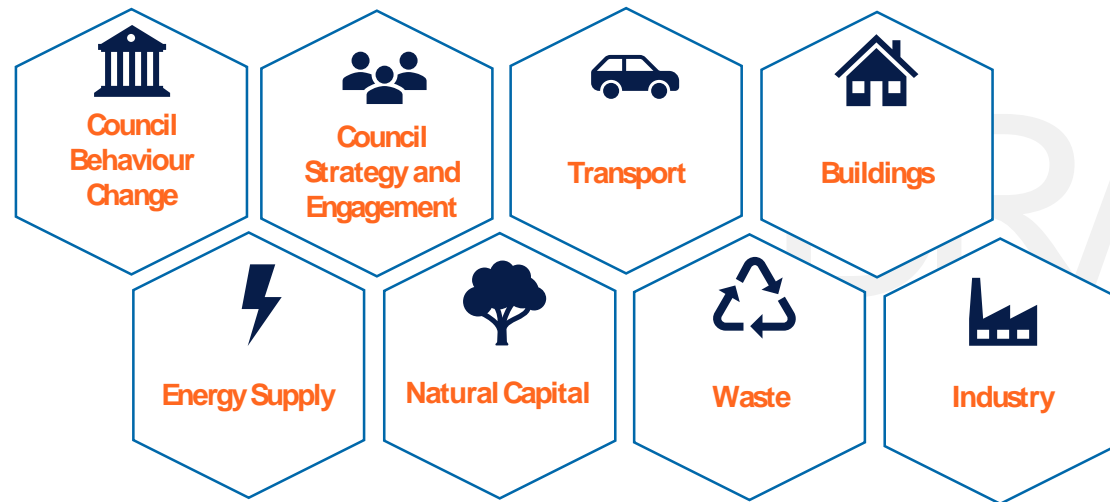 Council
Behaviour
Change
Council
Strategy and
Engagement
Transport
Buildings
Energy Supply
Natural Capital
Waste
Industry